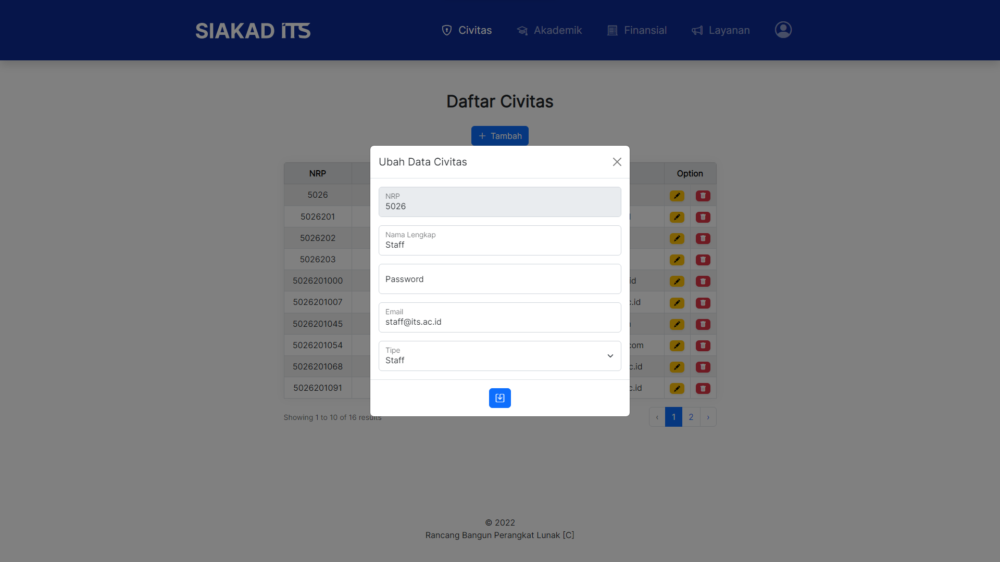 SIAKAD ITS
Civitas
Akademik
Finansial
Layanan
Daftar Civitas
Tambah
Ubah Data Civitas
NRP
5026
Nama Lengkap
Staff
Password
Email
staff@its.ac.id
Tipe
Staff
NRP
Option
5026
5026201
5026202
5026203
5026201000
id
5026201007
c.id
5026201045
5026201054
com
5026201068
c.id
5026201091
c.id
Showing 1 to 10 of 16 results
‹ 1 2 ›
© 2022
Rancang Bangun Perangkat Lunak [C]